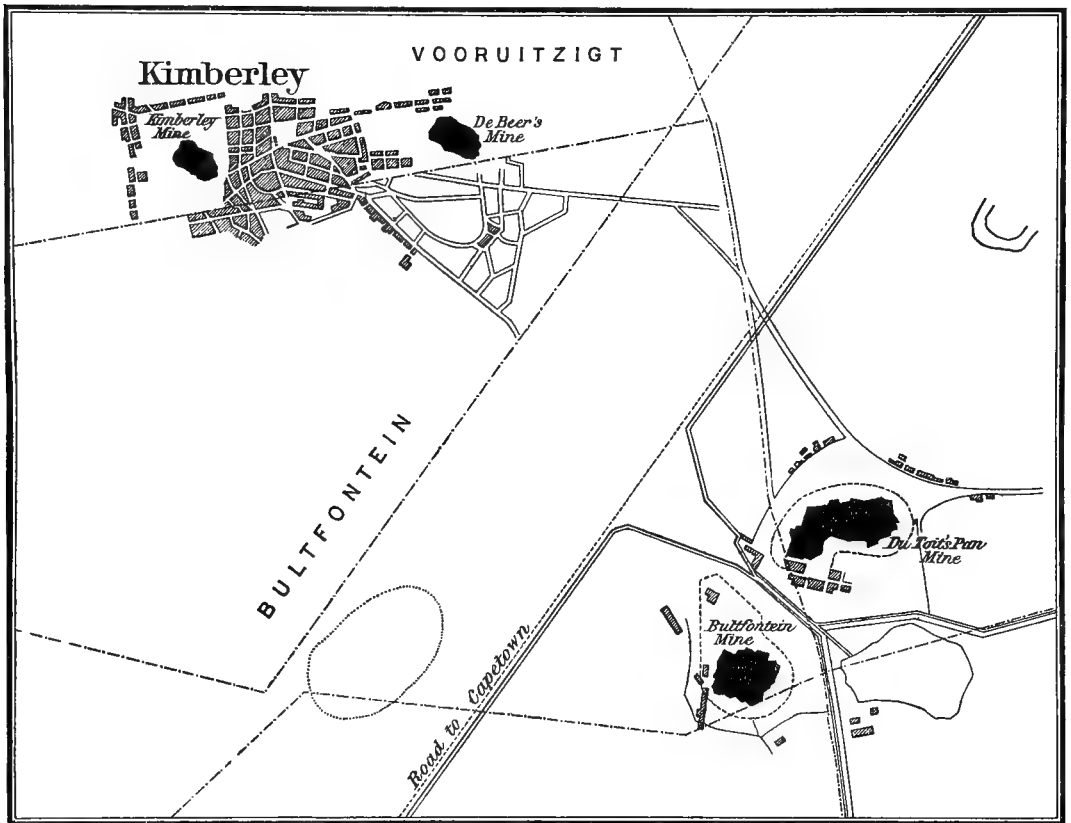 VOORUITZIGT
Kimberley
Kimberley
Mine
De Beer's
Mine
BULTFONTEIN
Du Toit's Pan
Mine
Bultfontein
Mine
Road to Capetown